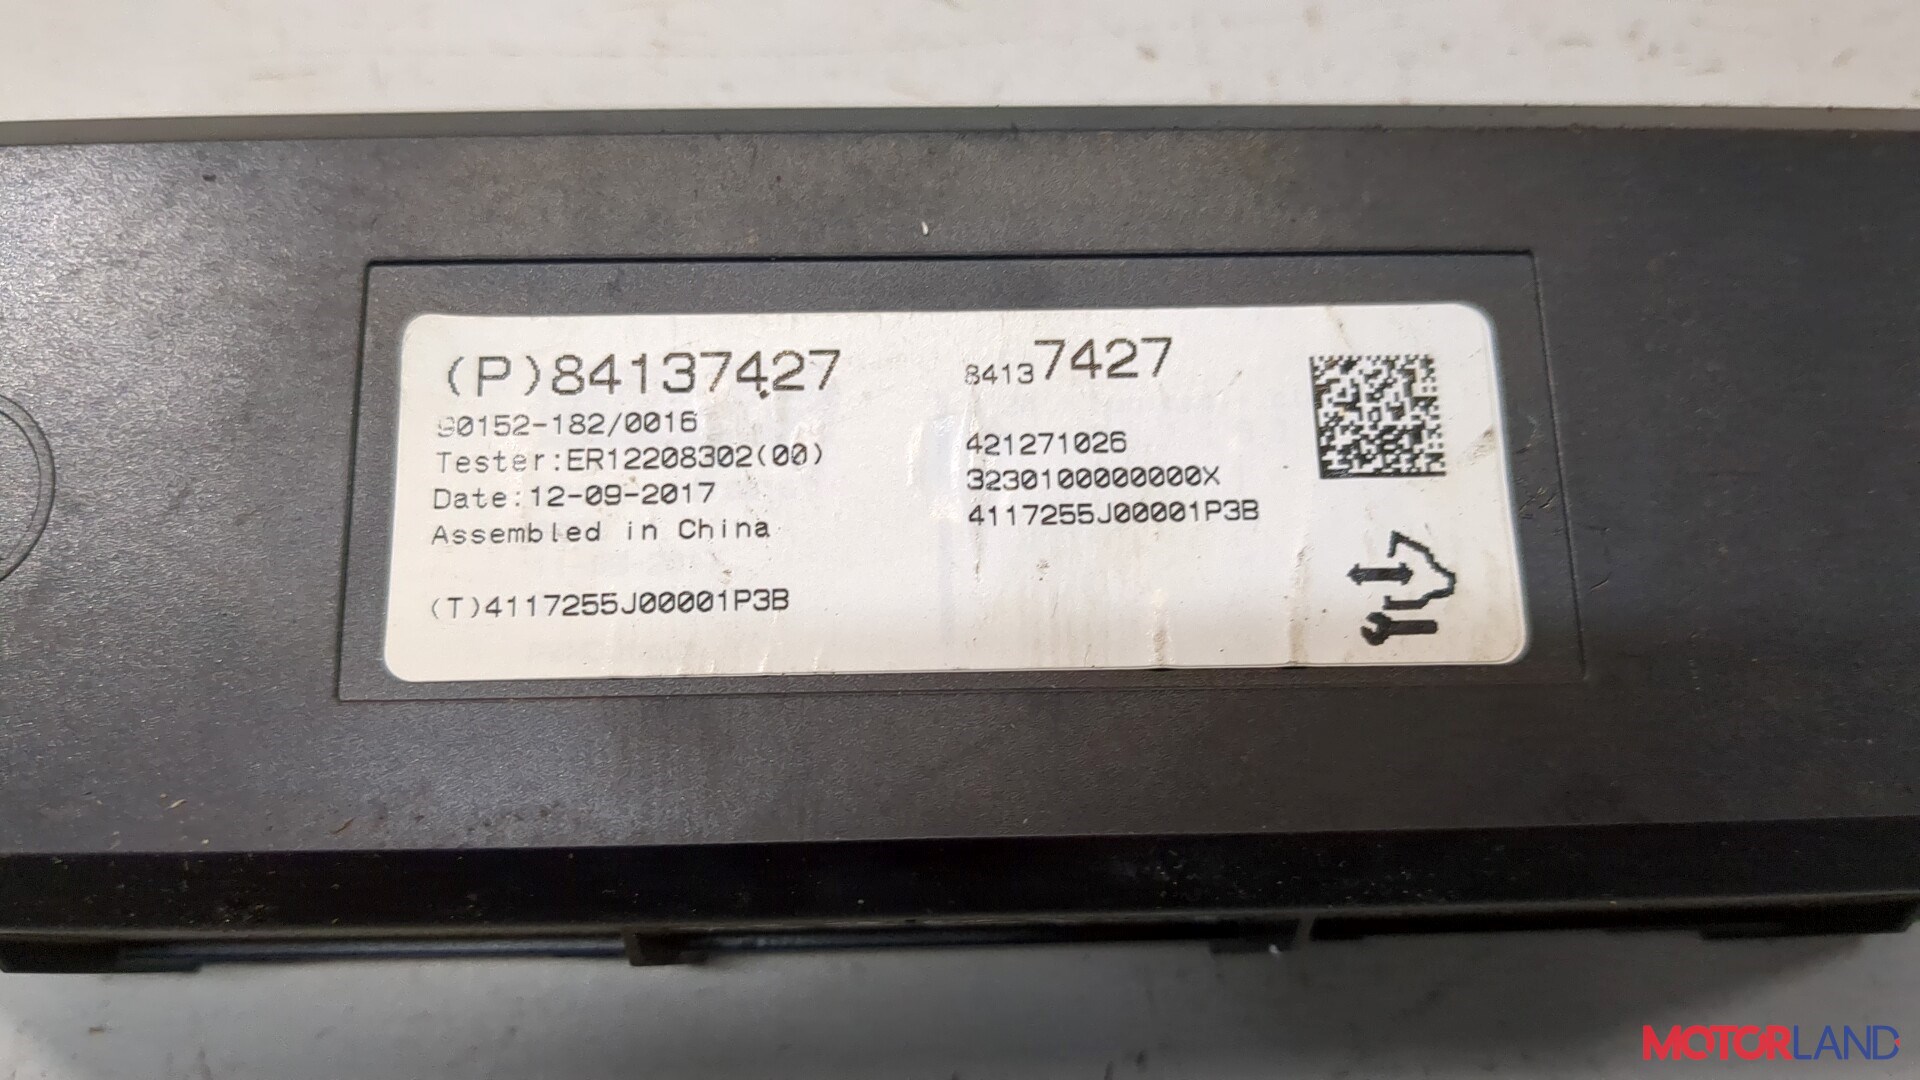 (P)84137427
90152-182/0016
Tester:ER12208302(00)
Date:12-09-2017
Assembled in China
(T)4117255J00001P3B
84137427
421271026
3230100000000X
4117255J00001P3B
MOTORLAND